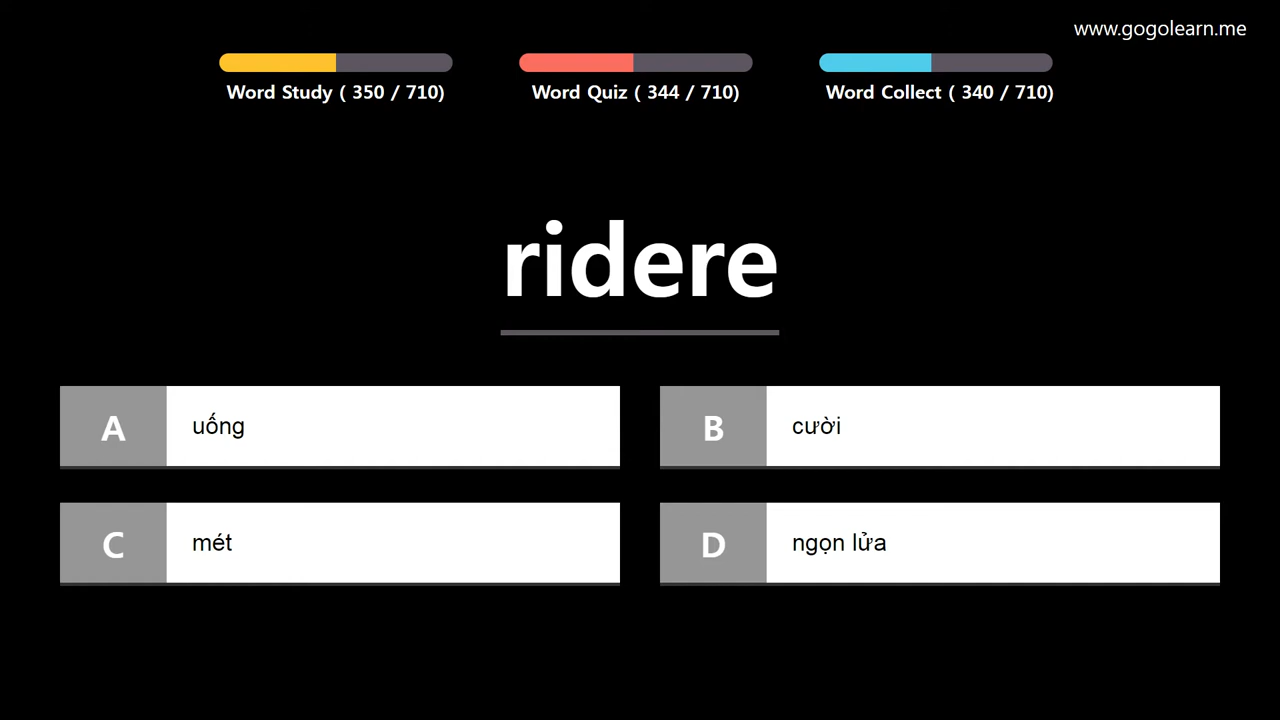 www.gogolearn.me
Word Study ( 350 / 710)
Word Quiz ( 344 / 710)
Word Collect ( 340 / 710)
ridere
A uống
B cười
C mét
D ngọn lửa